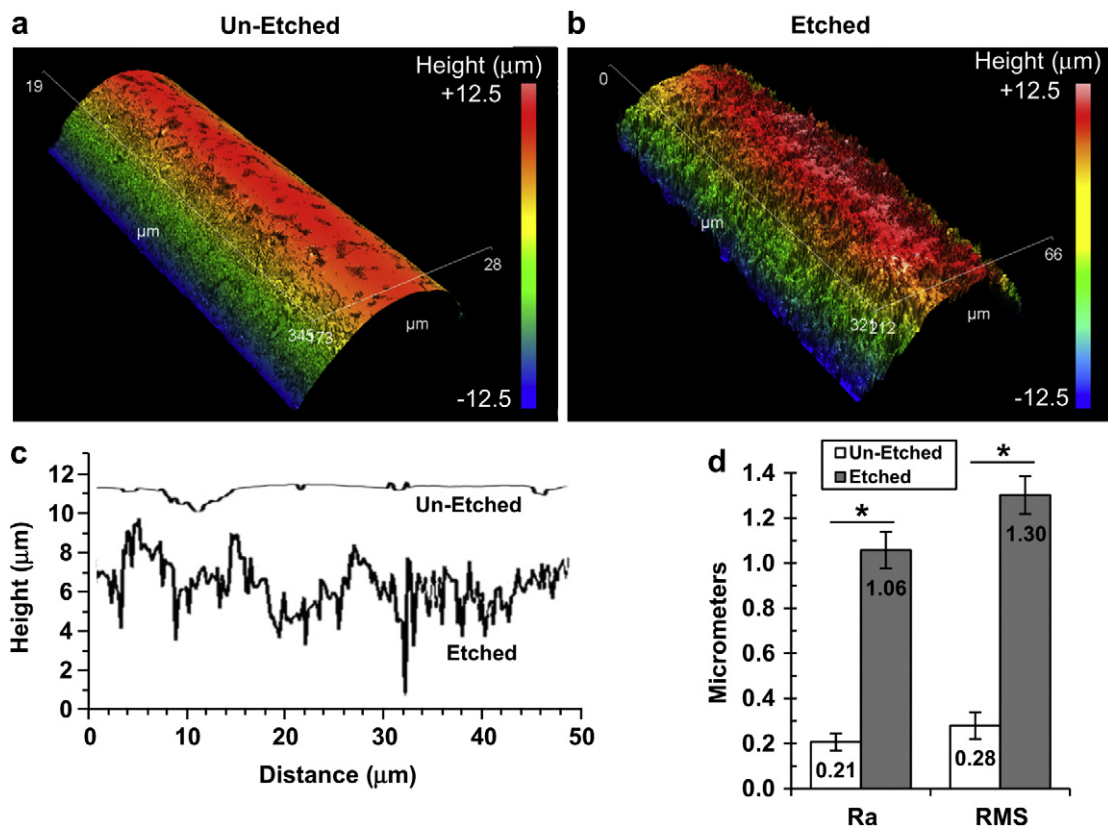 a Un-Etched
Height (μm)
+12.5
19
μm
28
μm
345
173
-12.5
b Etched
Height (μm)
+12.5
0
μm
66
μm
321
212
-12.5
c
12
10
8
6
4
2
0
Height (μm)
Un-Etched
Etched
0 10 20 30 40 50
Distance (μm)
d
Un-Etched
Etched
1.4
1.2
1.0
0.8
0.6
0.4
0.2
0.0
Micrometers
* *
0.21 1.06 0.28 1.30
Ra RMS